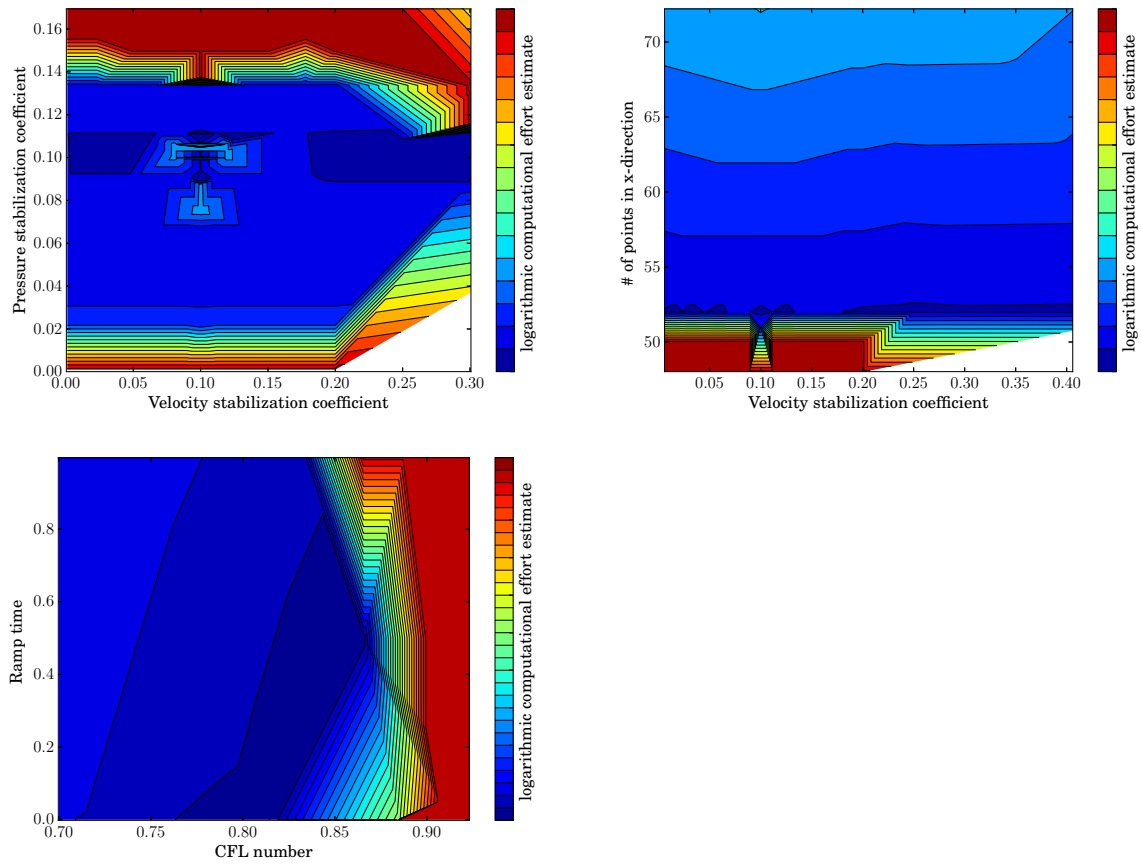 0.16
0.14
0.12
0.10
0.08
0.06
0.04
0.02
0.00
Pressure stabilization coefficient
0.00 0.05 0.10 0.15 0.20 0.25 0.30
Velocity stabilization coefficient
logarithmic computational effort estimate
70
65
60
55
50
# of points in x-direction
0.05 0.10 0.15 0.20 0.25 0.30 0.35 0.40
Velocity stabilization coefficient
logarithmic computational effort estimate
0.8
0.6
0.4
0.2
0.0
Ramp time
0.70 0.75 0.80 0.85 0.90
CFL number
logarithmic computational effort estimate